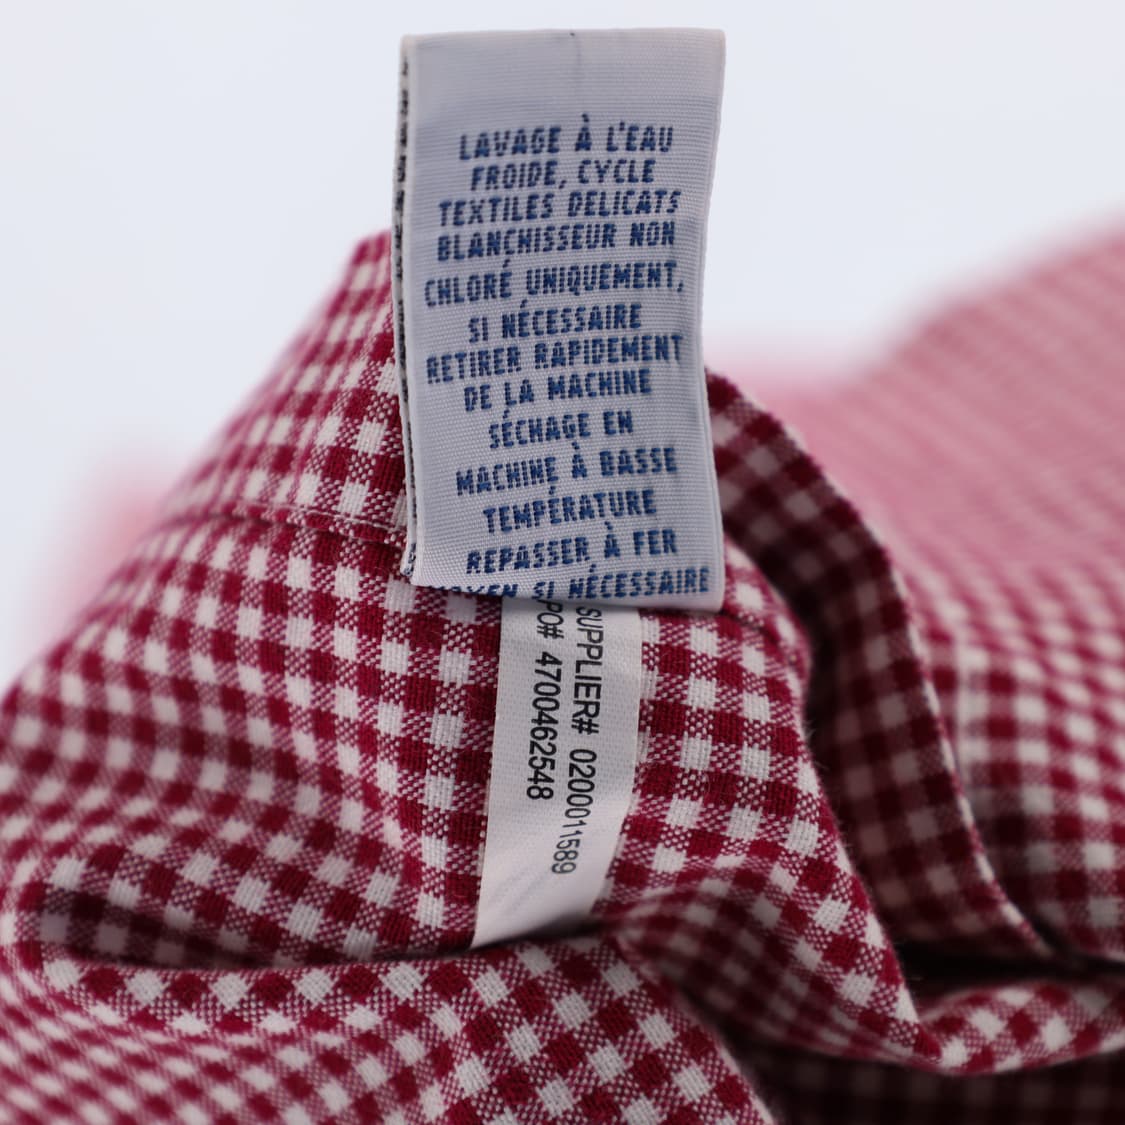 LAVAGE À L'EAU
FROIDE, CYCLE
TEXTILES DELICATS
BLANCHISSEUR NON
CHLORÉ UNIQUEMENT,
SI NÉCESSAIRE
RETIRER RAPIDEMENT
DE LA MACHINE
SÉCHAGE EN
MACHINE À BASSE
TEMPÉRATURE
REPASSER À FER
SI NÉCESSAIRE
SUPPLIER# 0200011589
PO# 4700462548